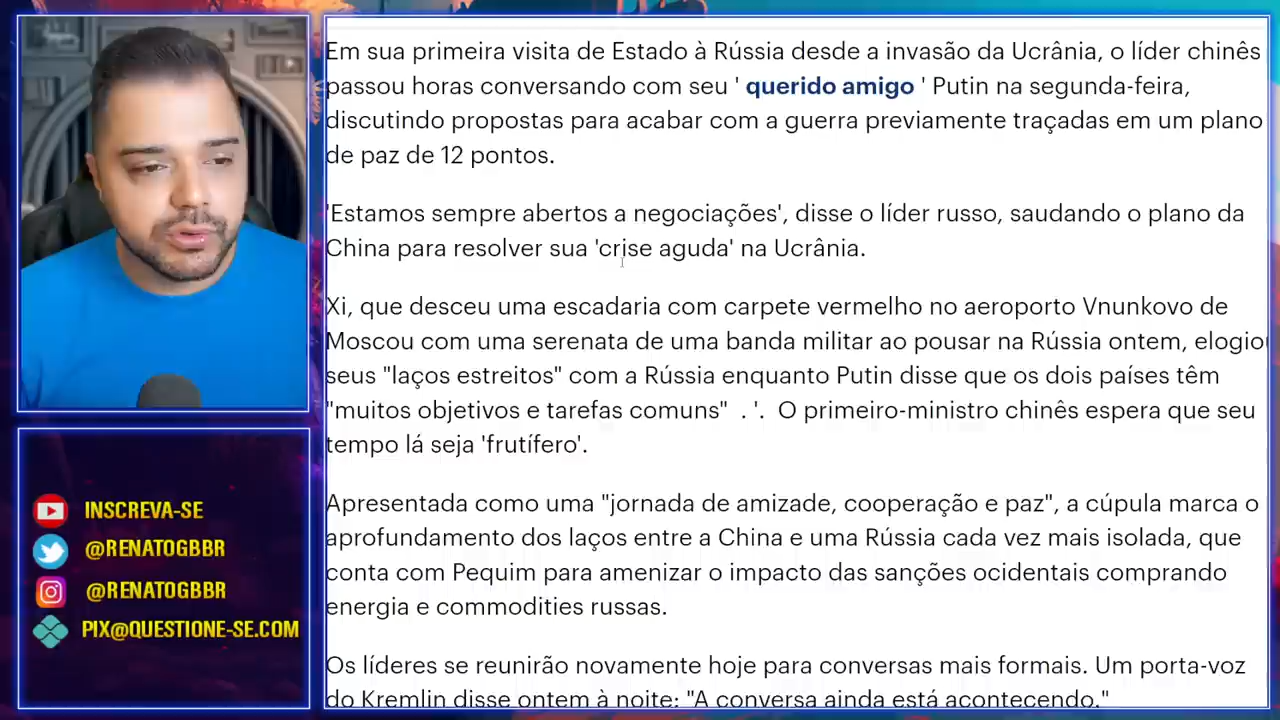 Em sua primeira visita de Estado à Rússia desde a invasão da Ucrânia, o líder chinês
passou horas conversando com seu ' querido amigo ' Putin na segunda-feira,
discutindo propostas para acabar com a guerra previamente traçadas em um plano
de paz de 12 pontos.
'Estamos sempre abertos a negociações', disse o líder russo, saudando o plano da
China para resolver sua 'crise aguda' na Ucrânia.
Xi, que desceu uma escadaria com carpete vermelho no aeroporto Vnunkovo de
Moscou com uma serenata de uma banda militar ao pousar na Rússia ontem, elogiou
seus "laços estreitos" com a Rússia enquanto Putin disse que os dois países têm
"muitos objetivos e tarefas comuns" . '. O primeiro-ministro chinês espera que seu
tempo lá seja 'frutífero'.
Apresentada como uma "jornada de amizade, cooperação e paz", a cúpula marca o
aprofundamento dos laços entre a China e uma Rússia cada vez mais isolada, que
conta com Pequim para amenizar o impacto das sanções ocidentais comprando
energia e commodities russas.
Os líderes se reunirão novamente hoje para conversas mais formais. Um porta-voz
do Kremlin disse ontem à noite: "A conversa ainda está acontecendo."
INSCREVA-SE
@RENATOGBBR
@RENATOGBBR
PIX@QUESTIONE-SE.COM